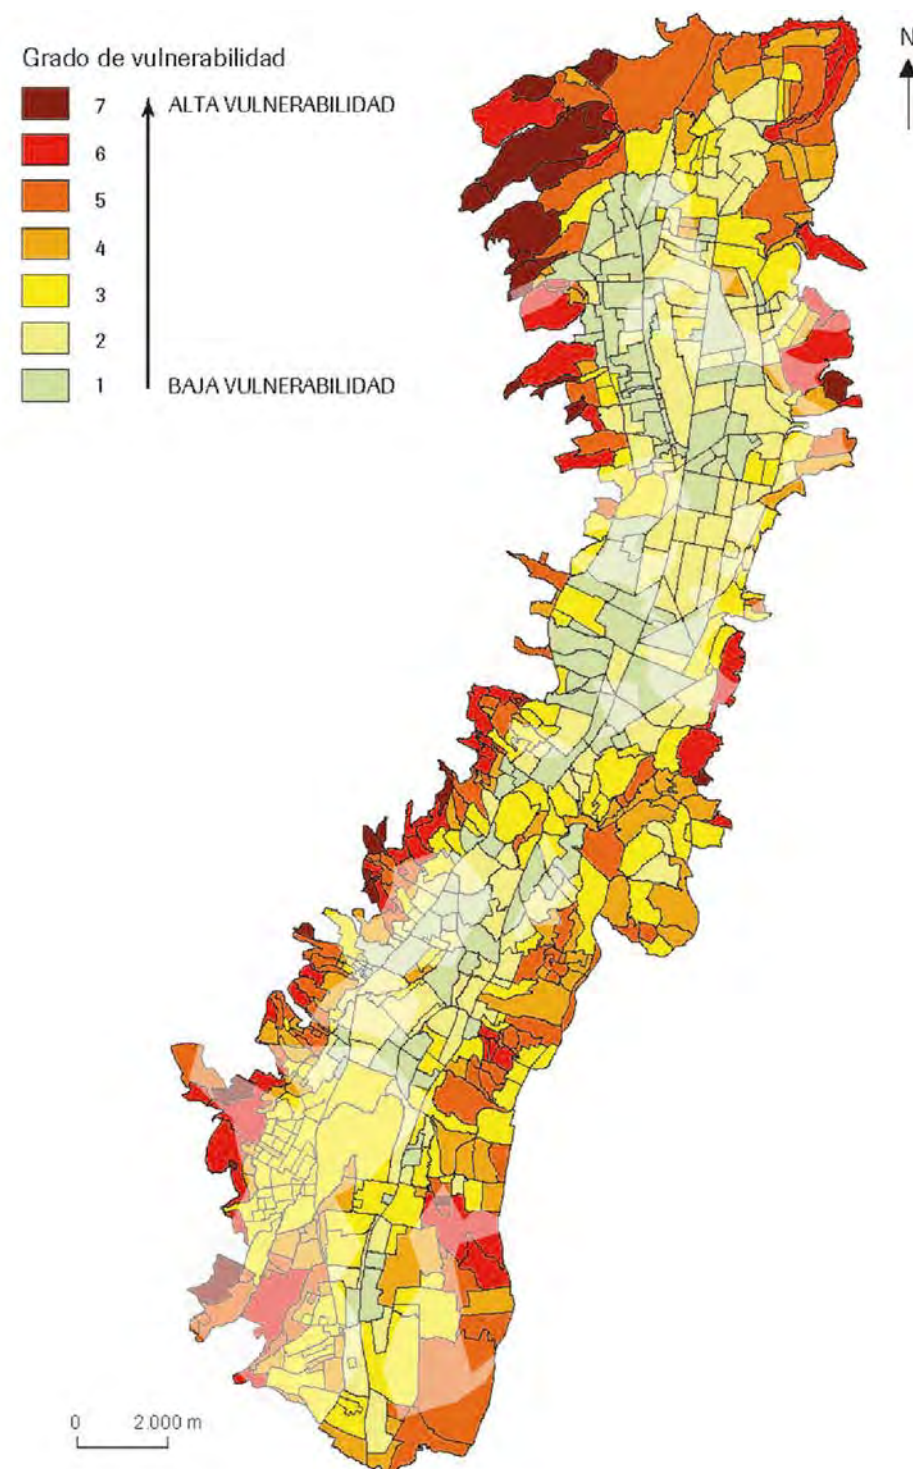 Grado de vulnerabilidad
7 ALTA VULNERABILIDAD
6
5
4
3
2
1 BAJA VULNERABILIDAD
N
0 2.000 m